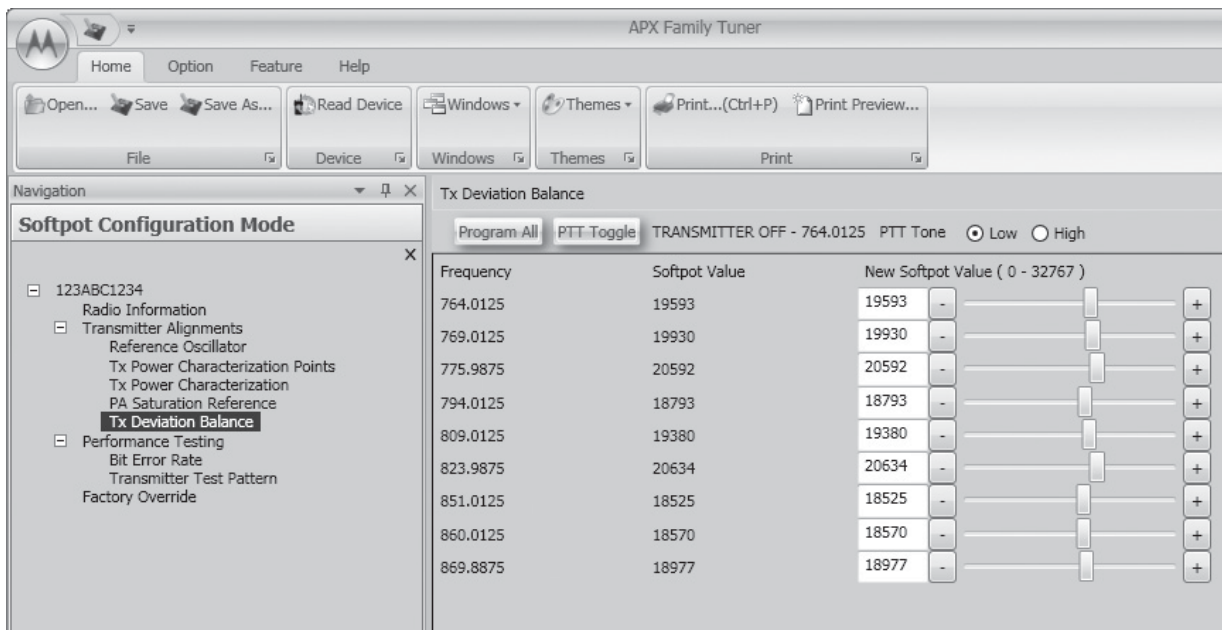 APX Family Tuner
Home Option Feature Help
Open... Save Save As... Read Device Windows Themes Print...(Ctrl+P) Print Preview...
File Device Windows Themes Print
Navigation
Softpot Configuration Mode
123ABC1234
Radio Information
Transmitter Alignments
Reference Oscillator
Tx Power Characterization Points
Tx Power Characterization
PA Saturation Reference
Tx Deviation Balance
Performance Testing
Bit Error Rate
Transmitter Test Pattern
Factory Override
Tx Deviation Balance
Program All PTT Toggle TRANSMITTER OFF - 764.0125 PTT Tone Low High
Frequency Softpot Value New Softpot Value ( 0 - 32767 )
764.0125 19593 19593 - +
769.0125 19930 19930 - +
775.9875 20592 20592 - +
794.0125 18793 18793 - +
809.0125 19380 19380 - +
823.9875 20634 20634 - +
851.0125 18525 18525 - +
860.0125 18570 18570 - +
869.8875 18977 18977 - +